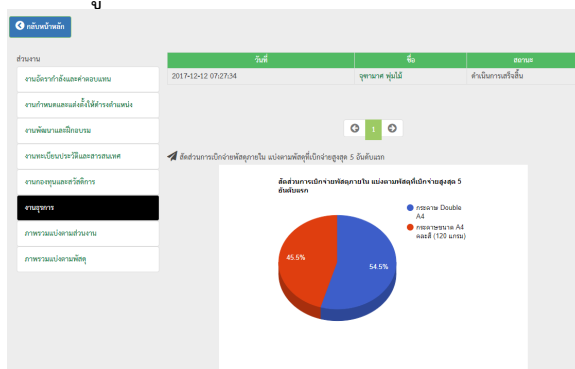 กลับหน้าหลัก
ส่วนงาน
งานอัตรากำลังและค่าตอบแทน
งานกำหนดและแต่งตั้งให้ดำรงตำแหน่ง
งานพัฒนาและฝึกอบรม
งานทะเบียนประวัติและสารสนเทศ
งานกองทุนและสวัสดิการ
งานธุรการ
ภาพรวมแบ่งตามส่วนงาน
ภาพรวมแบ่งตามพัสดุ
วันที่ ชื่อ สถานะ
2017-12-12 07:27:34 จุฑามาศ พุ่มไม้ ดำเนินการเสร็จสิ้น
1
สัดส่วนการเบิกจ่ายพัสดุภายใน แบ่งตามพัสดุที่เบิกจ่ายสูงสุด 5 อันดับแรก
สัดส่วนการเบิกจ่ายพัสดุภายใน แบ่งตามพัสดุที่เบิกจ่ายสูงสุด 5
อันดับแรก
กระดาษ Double
A4
กระดาษขนาด A4
คละสี (120 แกรม)
45.5%
54.5%